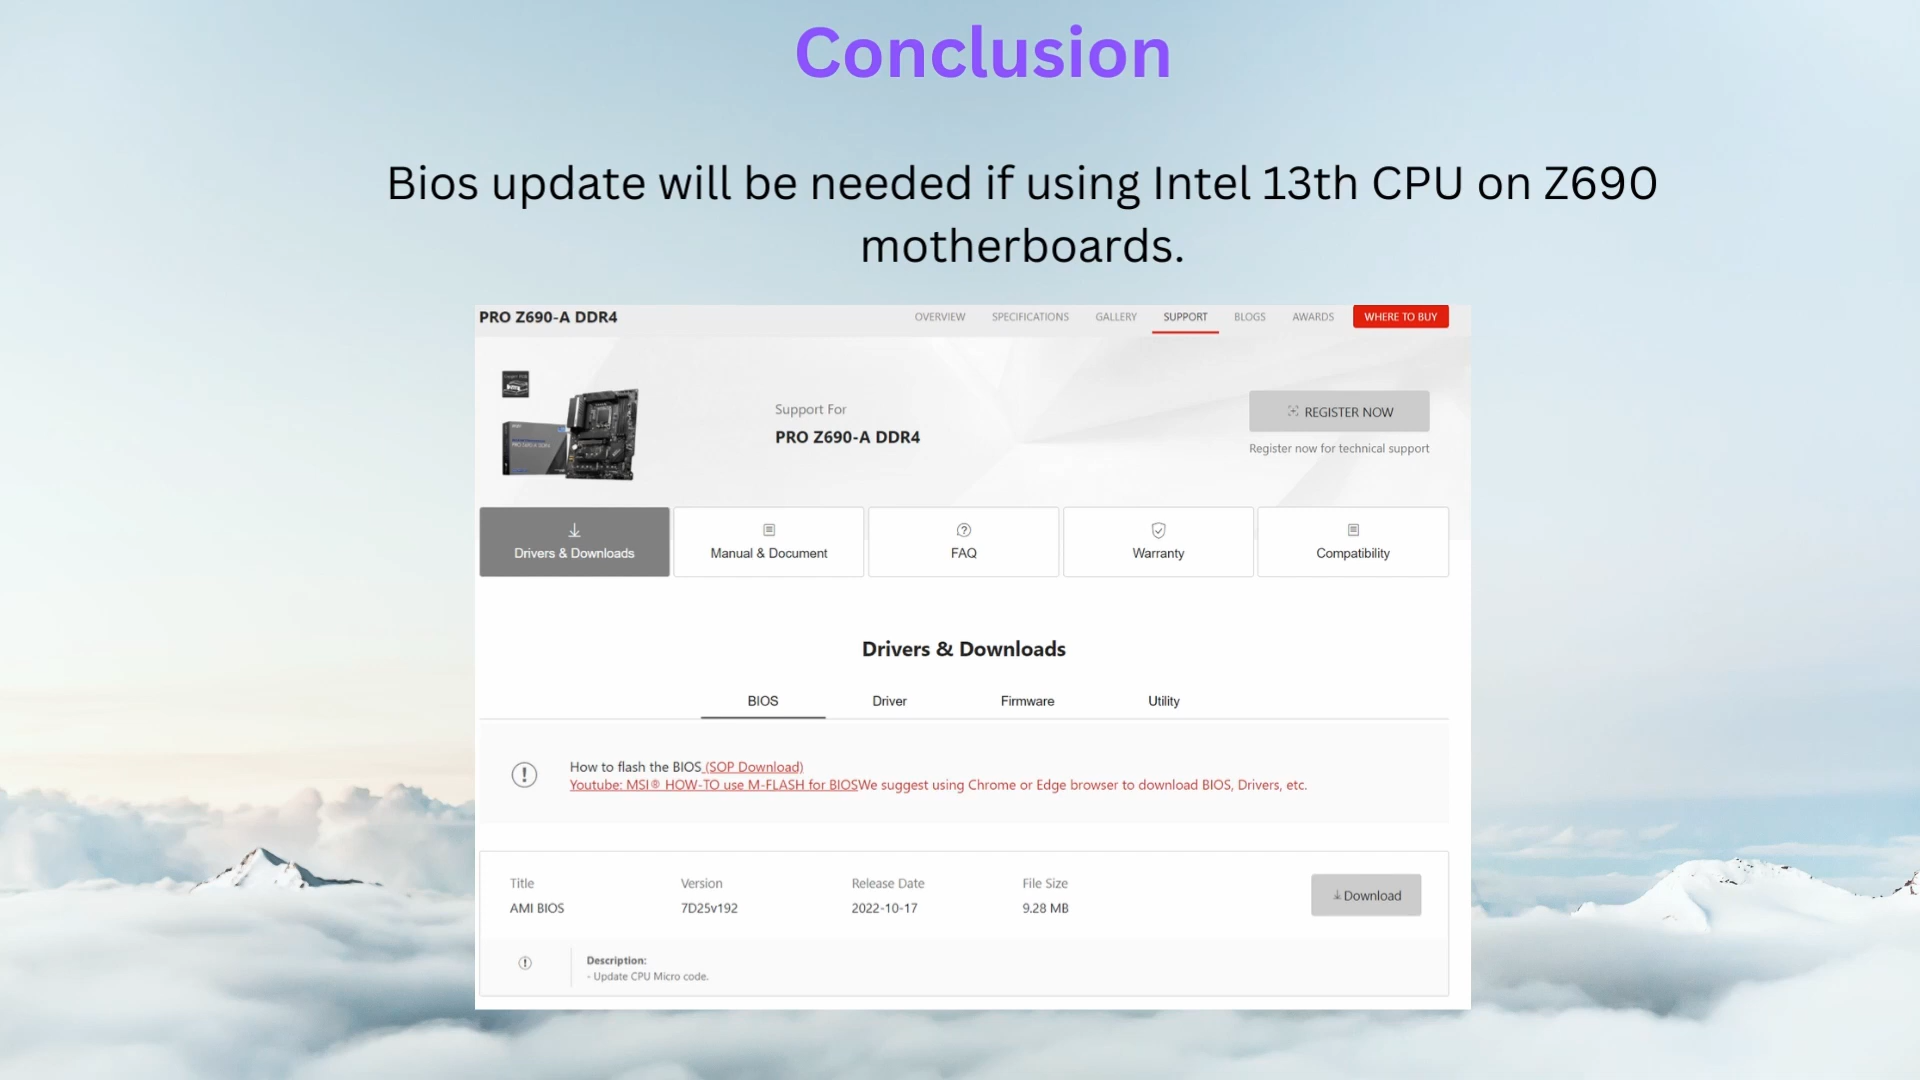 Conclusion
Bios update will be needed if using Intel 13th CPU on Z690
motherboards.
PRO Z690-A DDR4
OVERVIEW
SPECIFICATIONS
GALLERY
SUPPORT
BLOGS
AWARDS
WHERE TO BUY
Support For
PRO Z690-A DDR4
REGISTER NOW
Register now for technical support
Drivers & Downloads
Manual & Document
FAQ
Warranty
Compatibility
Drivers & Downloads
BIOS
Driver
Firmware
Utility
How to flash the BIOS (SOP Download)
Youtube: MSI® HOW-TO use M-FLASH for BIOSWe suggest using Chrome or Edge browser to download BIOS, Drivers, etc.
Title
Version
Release Date
File Size
AMI BIOS
7D25v192
2022-10-17
9.28 MB
Download
Description:
- Update CPU Micro code.